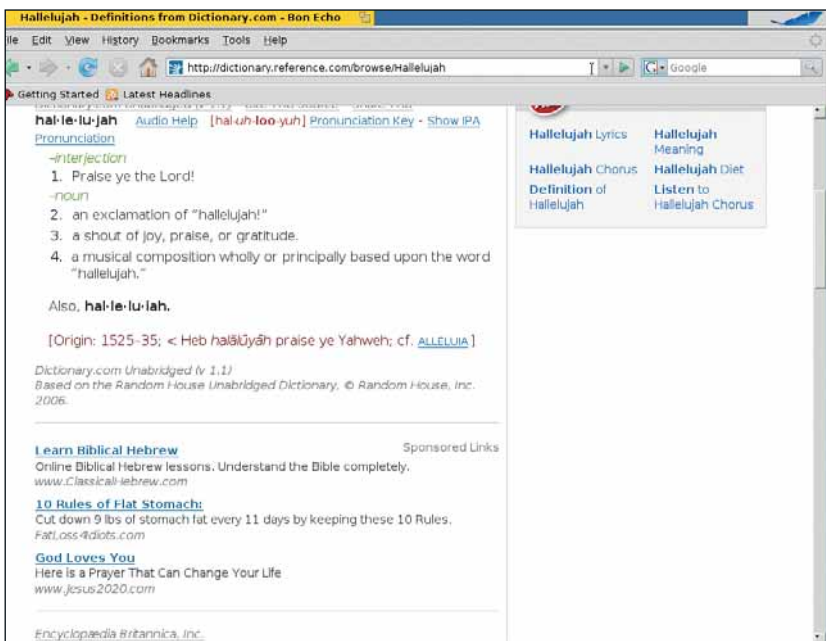 Hallelujah - Definitions from Dictionary.com - Bon Echo
ile Edit View History Bookmarks Tools Help
http://dictionary.reference.com/browse/Hallelujah
G Google
Getting Started Latest Headlines
hal·le·lu·jah Audio Help [hal-uh-loo-yuh] Pronunciation Key - Show IPA
Pronunciation
-interjection
1. Praise ye the Lord!
-noun
2. an exclamation of "hallelujah!"
3. a shout of joy, praise, or gratitude.
4. a musical composition wholly or principally based upon the word
"hallelujah."
Also, hal·le·lu·iah.
[Origin: 1525–35; < Heb halălūyāh praise ye Yahweh; cf. ALLELUIA]
Dictionary.com Unabridged (v 1.1)
Based on the Random House Unabridged Dictionary, © Random House, Inc.
2006.
Sponsored Links
Learn Biblical Hebrew
Online Biblical Hebrew lessons. Understand the Bible completely.
www.ClassicalHebrew.com
10 Rules of Flat Stomach:
Cut down 9 lbs of stomach fat every 11 days by keeping these 10 Rules.
FatLoss4Idiots.com
God Loves You
Here is a Prayer That Can Change Your Life
www.Jesus2020.com
Encyclopædia Britannica, Inc.
Hallelujah Lyrics
Hallelujah Meaning
Hallelujah Chorus
Hallelujah Diet
Definition of Hallelujah
Listen to Hallelujah Chorus